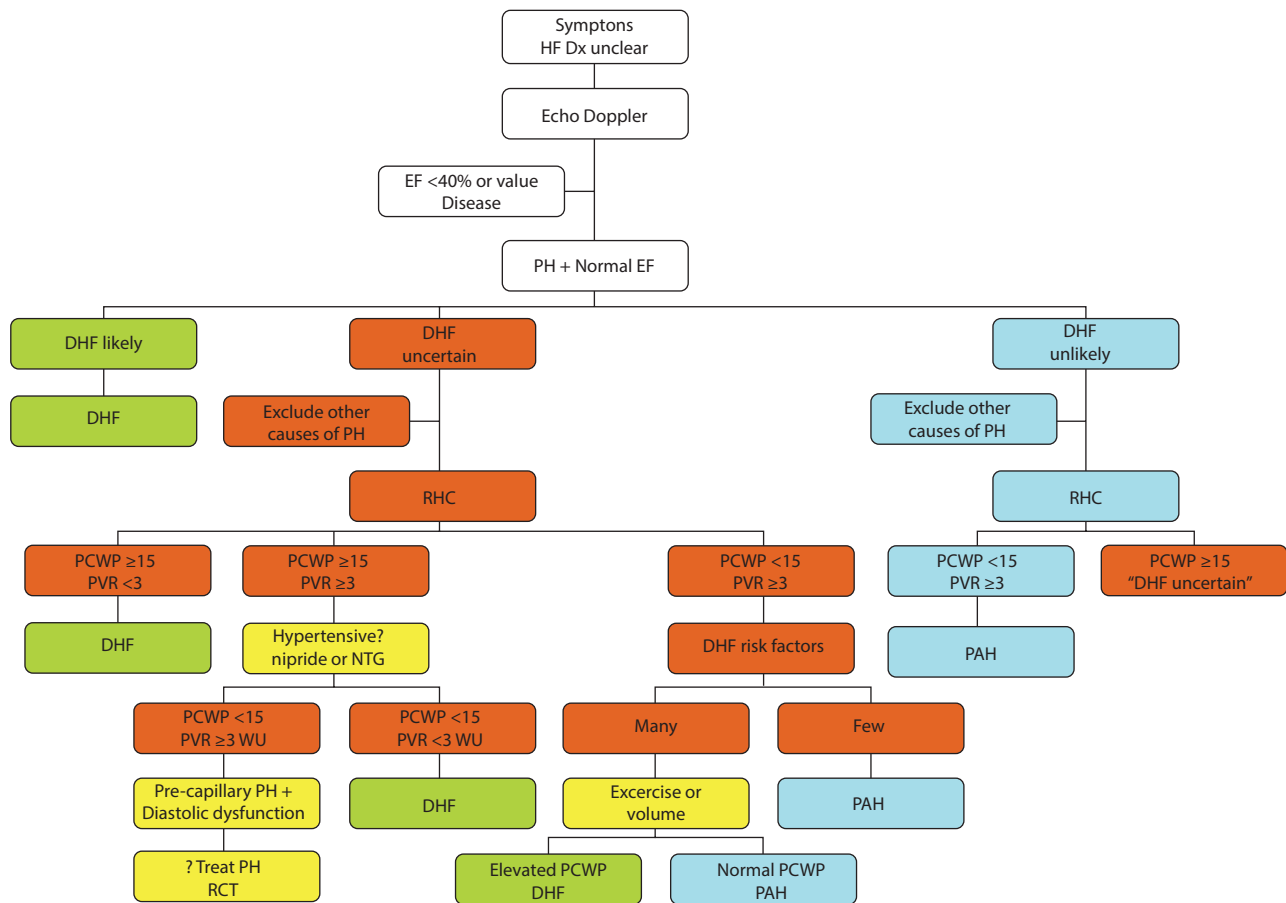 Symptons
HF Dx unclear
Echo Doppler
EF <40% or value
Disease
PH + Normal EF
DHF likely
DHF
uncertain
DHF
unlikely
DHF
Exclude other
causes of PH
Exclude other
causes of PH
RHC
RHC
PCWP ≥15
PVR <3
PCWP ≥15
PVR ≥3
PCWP <15
PVR ≥3
PCWP <15
PVR ≥3
PCWP ≥15
“DHF uncertain”
DHF
Hypertensive?
nipride or NTG
DHF risk factors
PAH
PCWP <15
PVR ≥3 WU
PCWP <15
PVR <3 WU
Many
Few
Pre-capillary PH +
Diastolic dysfunction
DHF
Excercise or
volume
PAH
? Treat PH
RCT
Elevated PCWP
DHF
Normal PCWP
PAH